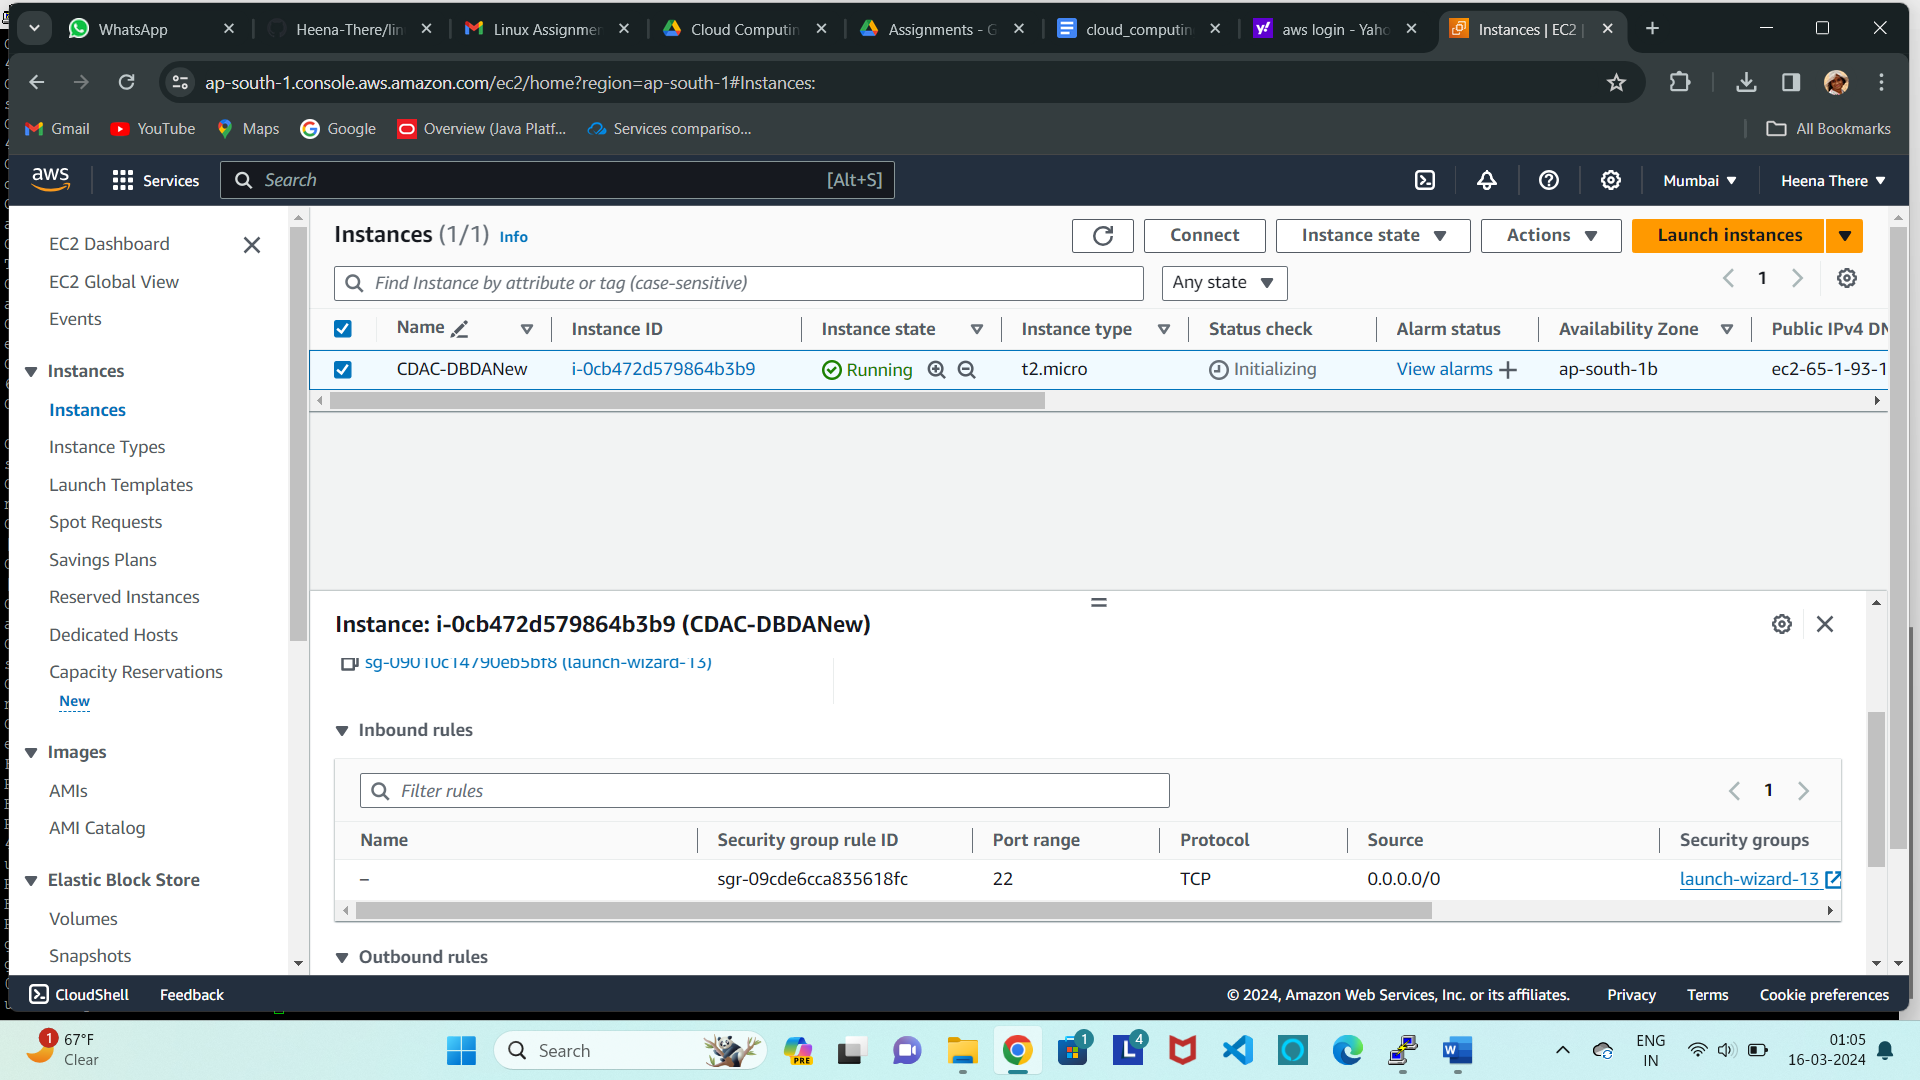 WhatsApp
Heena-There/lin
Linux Assignmer
Cloud Computin
Assignments - G
cloud_computin
aws login - Yaho
Instances | EC2 |
ap-south-1.console.aws.amazon.com/ec2/home?region=ap-south-1#Instances:
Gmail
YouTube
Maps
Google
Overview (Java Platf...
Services compariso...
All Bookmarks
aws
Services
Search
[Alt+S]
Mumbai
Heena There
EC2 Dashboard
EC2 Global View
Events
Instances
Instances
Instance Types
Launch Templates
Spot Requests
Savings Plans
Reserved Instances
Dedicated Hosts
Capacity Reservations
New
Images
AMIs
AMI Catalog
Elastic Block Store
Volumes
Snapshots
Instances (1/1) Info
Connect
Instance state
Actions
Launch instances
Find Instance by attribute or tag (case-sensitive)
Any state
1
Name
Instance ID
Instance state
Instance type
Status check
Alarm status
Availability Zone
Public IPv4 DN
CDAC-DBDANew
i-0cb472d579864b3b9
Running
t2.micro
Initializing
View alarms +
ap-south-1b
ec2-65-1-93-1
Instance: i-0cb472d579864b3b9 (CDAC-DBDANew)
sg-09010c14790eb5bf8 (launch-wizard-13)
Inbound rules
Filter rules
1
Name
Security group rule ID
Port range
Protocol
Source
Security groups
–
sgr-09cde6cca835618fc
22
TCP
0.0.0.0/0
launch-wizard-13
Outbound rules
CloudShell
Feedback
© 2024, Amazon Web Services, Inc. or its affiliates.
Privacy
Terms
Cookie preferences
1
67°F
Clear
Search
PRE
1
L
4
ENG
IN
01:05
16-03-2024